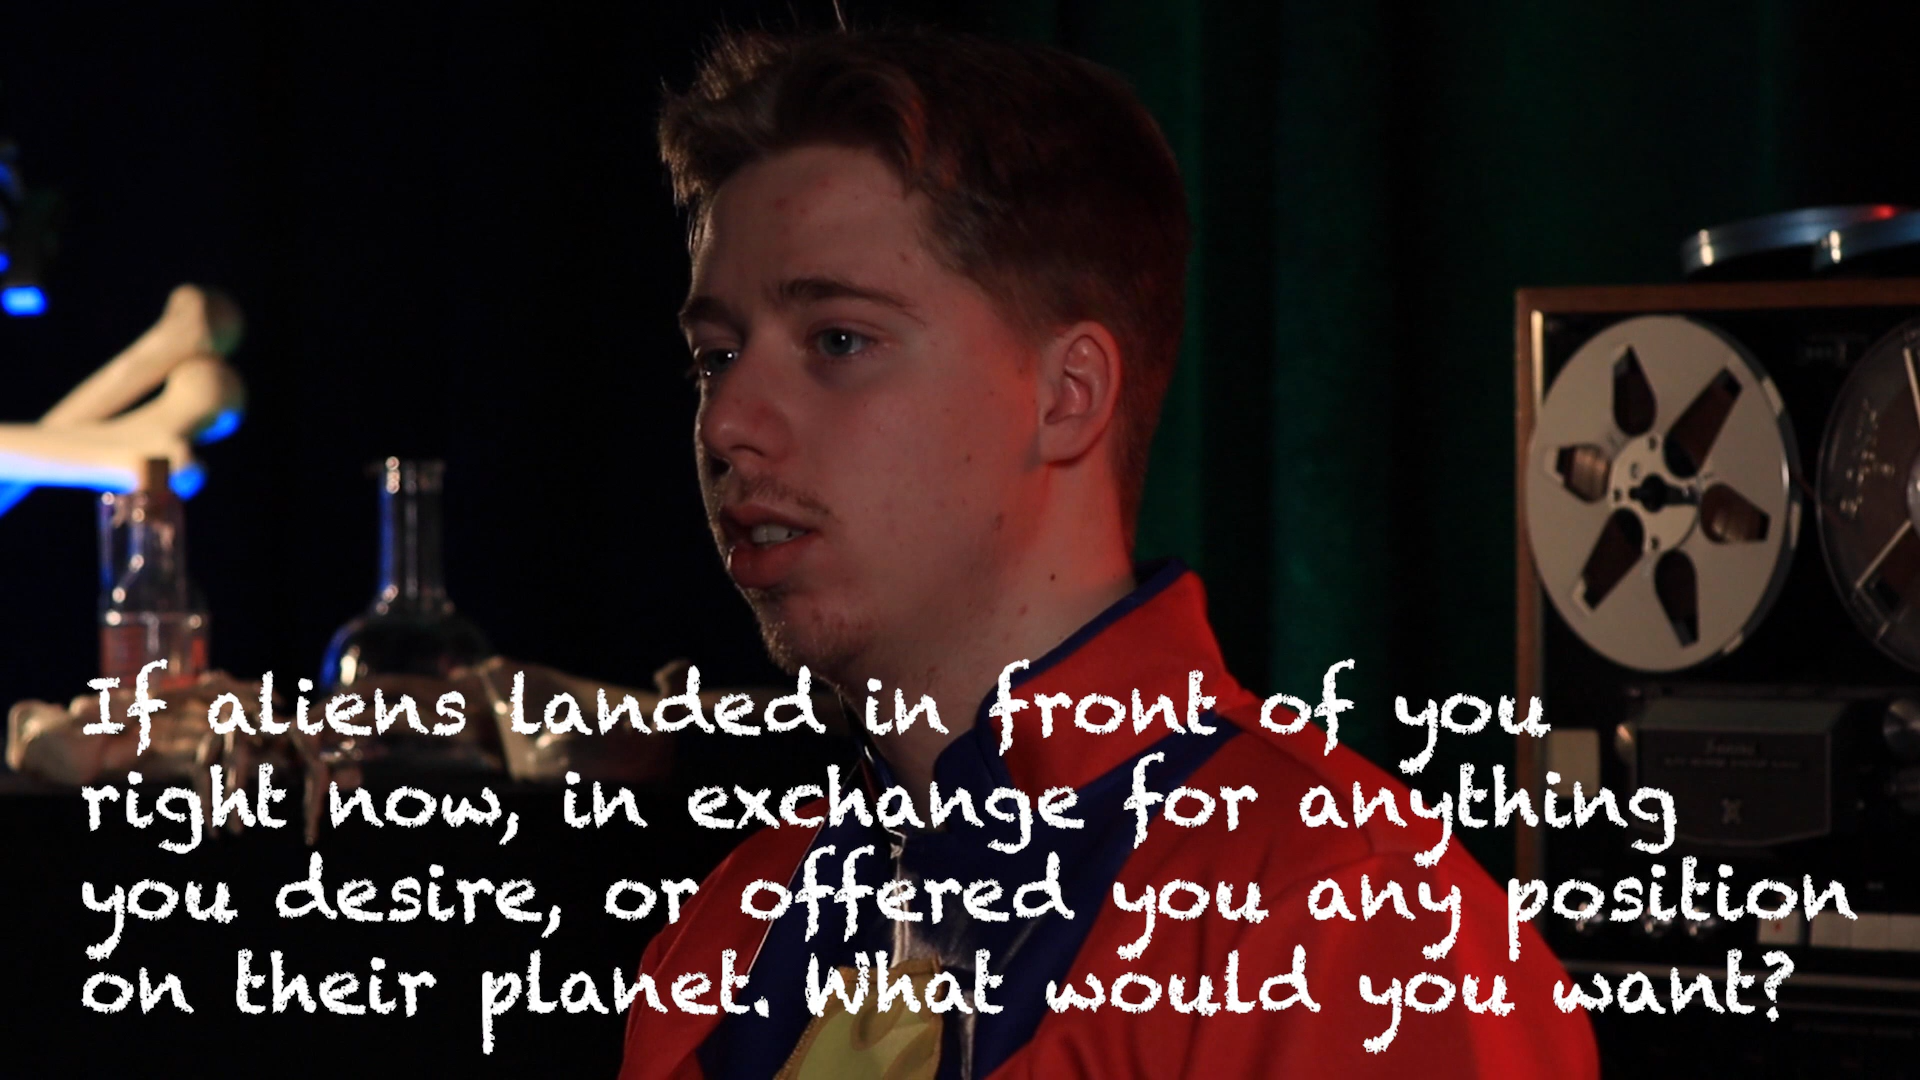 If aliens landed in front of you
right now, in exchange for anything
you desire, or offered you any position
on their planet. What would you want?